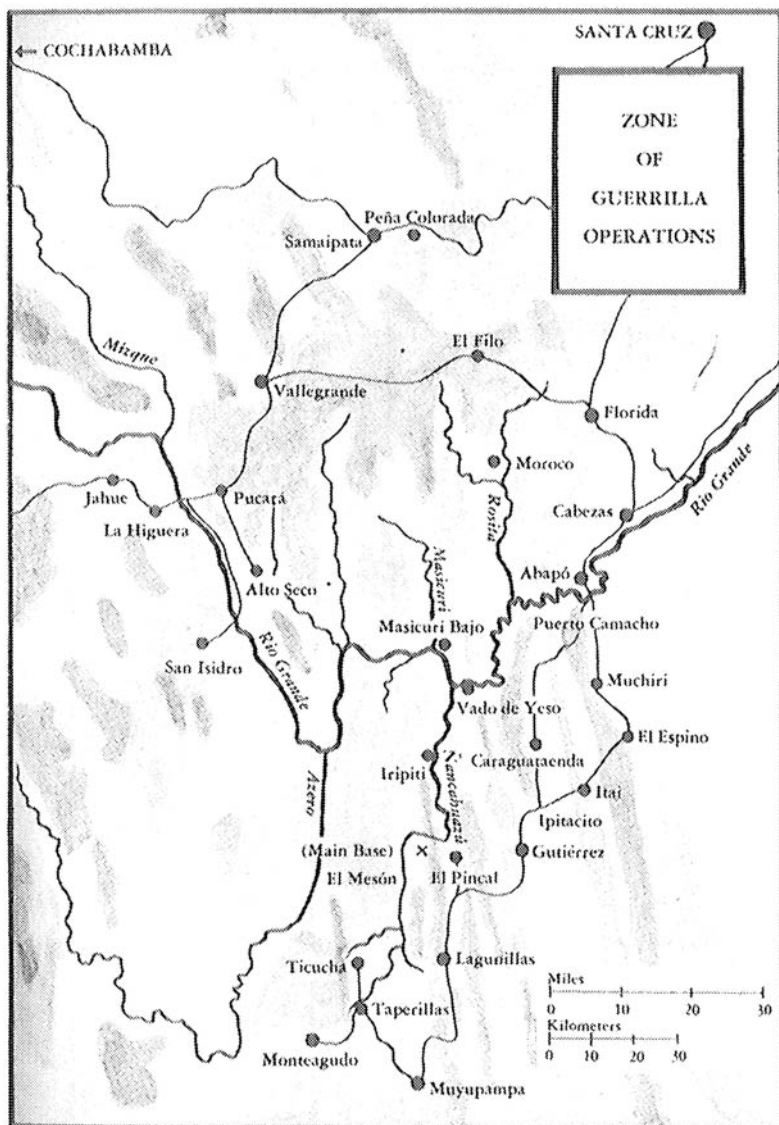 SANTA CRUZ
← COCHABAMBA
ZONE
OF
GUERRILLA
OPERATIONS
Peña Colorada
Samaipata
Mizque
El Filo
Vallegrande
Florida
Moroco
Jahue
Pucará
Rosita
Cabezas
Rio Grande
La Higuera
Masicuri
Abapó
Alto Seco
Puerto Camacho
Masicuri Bajo
San Isidro
Rio Grande
Muchiri
Vado de Yeso
El Espino
Iripiti
Ñancahuazú
Caraguataenda
Azero
Itai
Ipitacito
(Main Base) X
Gutiérrez
El Mesón
El Pincal
Ticucha
Lagunillas
Miles
0 10 20 30
Taperillas
Kilometers
0 10 20 30
Monteagudo
Muyupampa